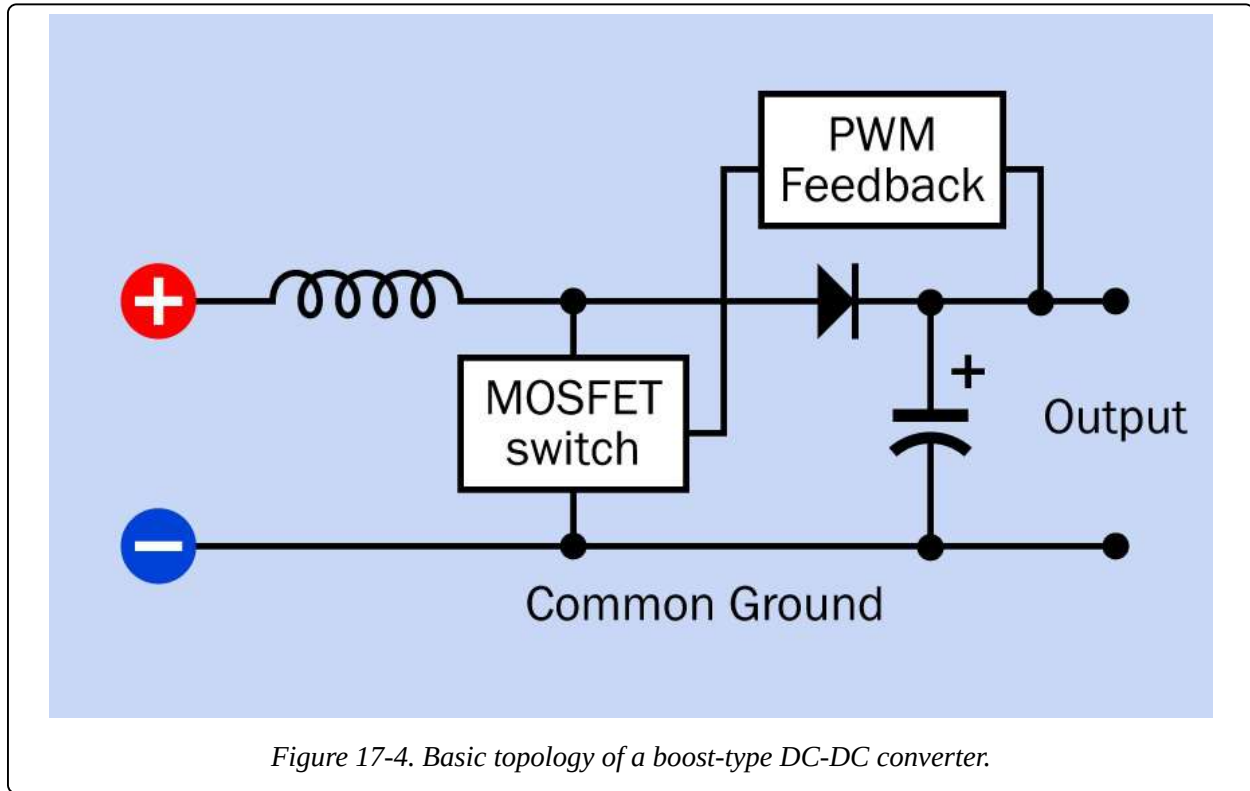 PWM
Feedback
MOSFET
switch
+
Output
Common Ground
Figure 17-4. Basic topology of a boost-type DC-DC converter.